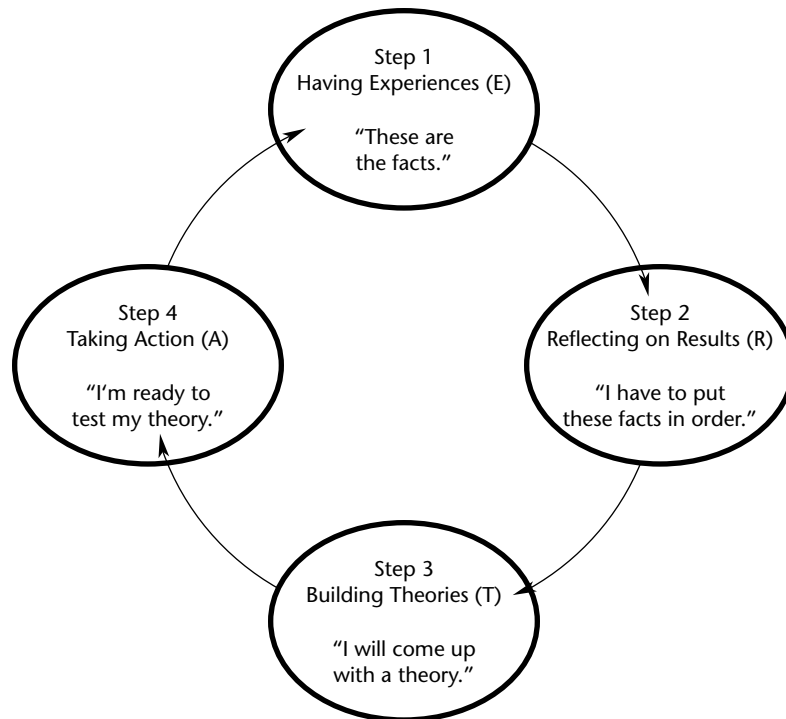 Step 1
Having Experiences (E)
“These are
the facts.”
Step 2
Reflecting on Results (R)
“I have to put
these facts in order.”
Step 3
Building Theories (T)
“I will come up
with a theory.”
Step 4
Taking Action (A)
“I‘m ready to
test my theory.”